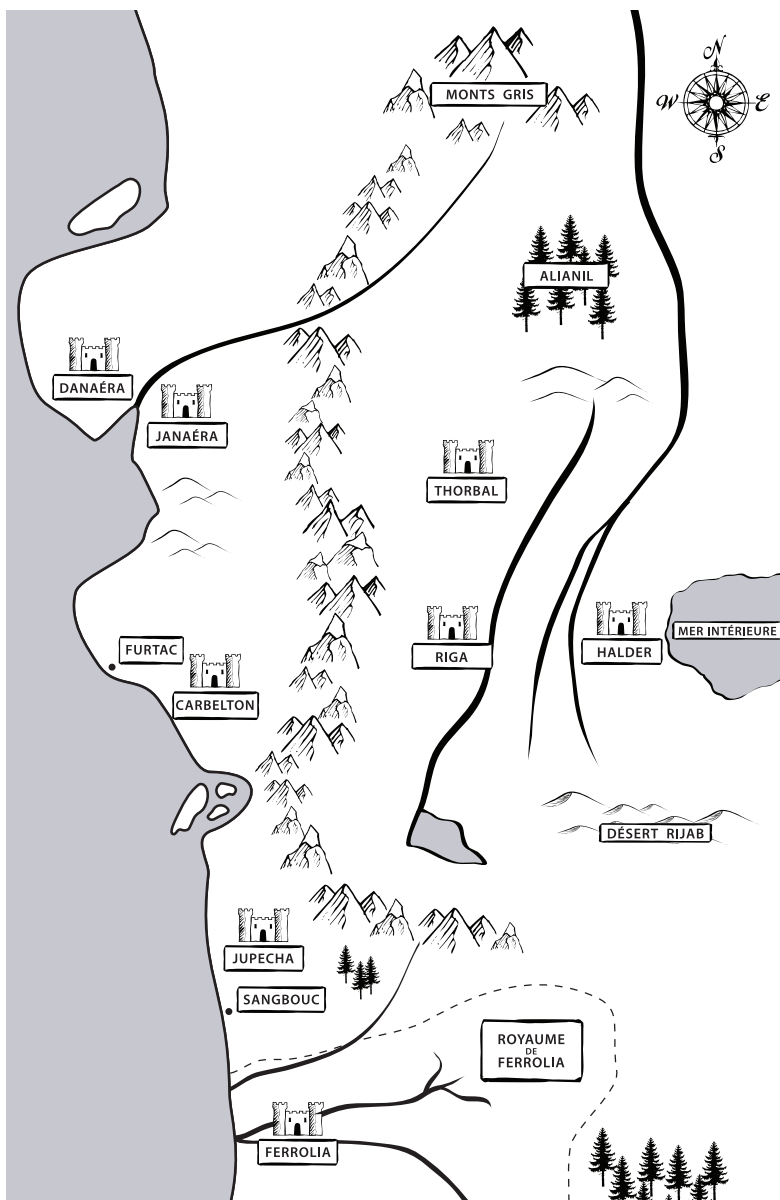 N
W
E
S
MONTS GRIS
ALIANIL
DANAÉRA
JANAÉRA
THORBAL
MER INTÉRIEURE
FURTAC
HALDER
RIGA
CARBELTON
DÉSERT RIJAB
JUPECHA
SANGBOUC
ROYAUME
DE
FERROLIA
FERROLIA